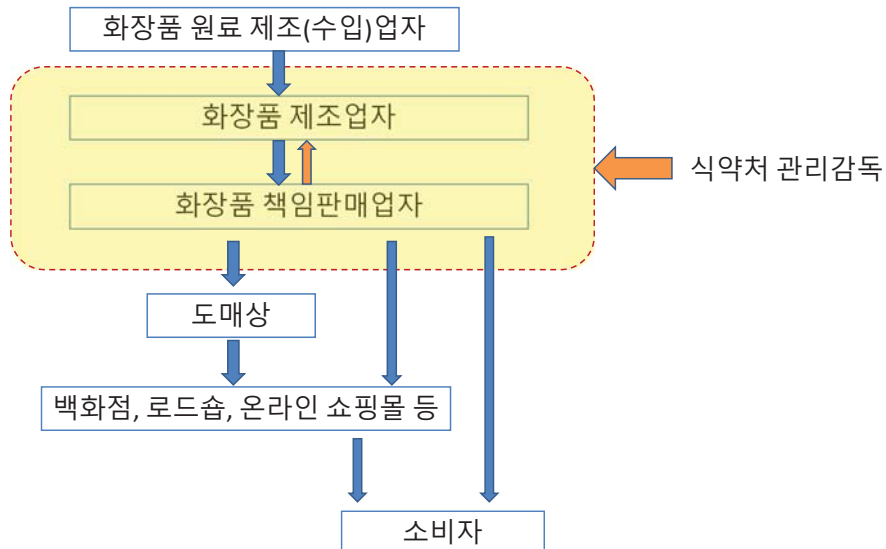 화장품 원료 제조(수입)업자
화장품 제조업자
식약처 관리감독
화장품 책임판매업자
도매상
백화점, 로드숍, 온라인 쇼핑몰 등
소비자